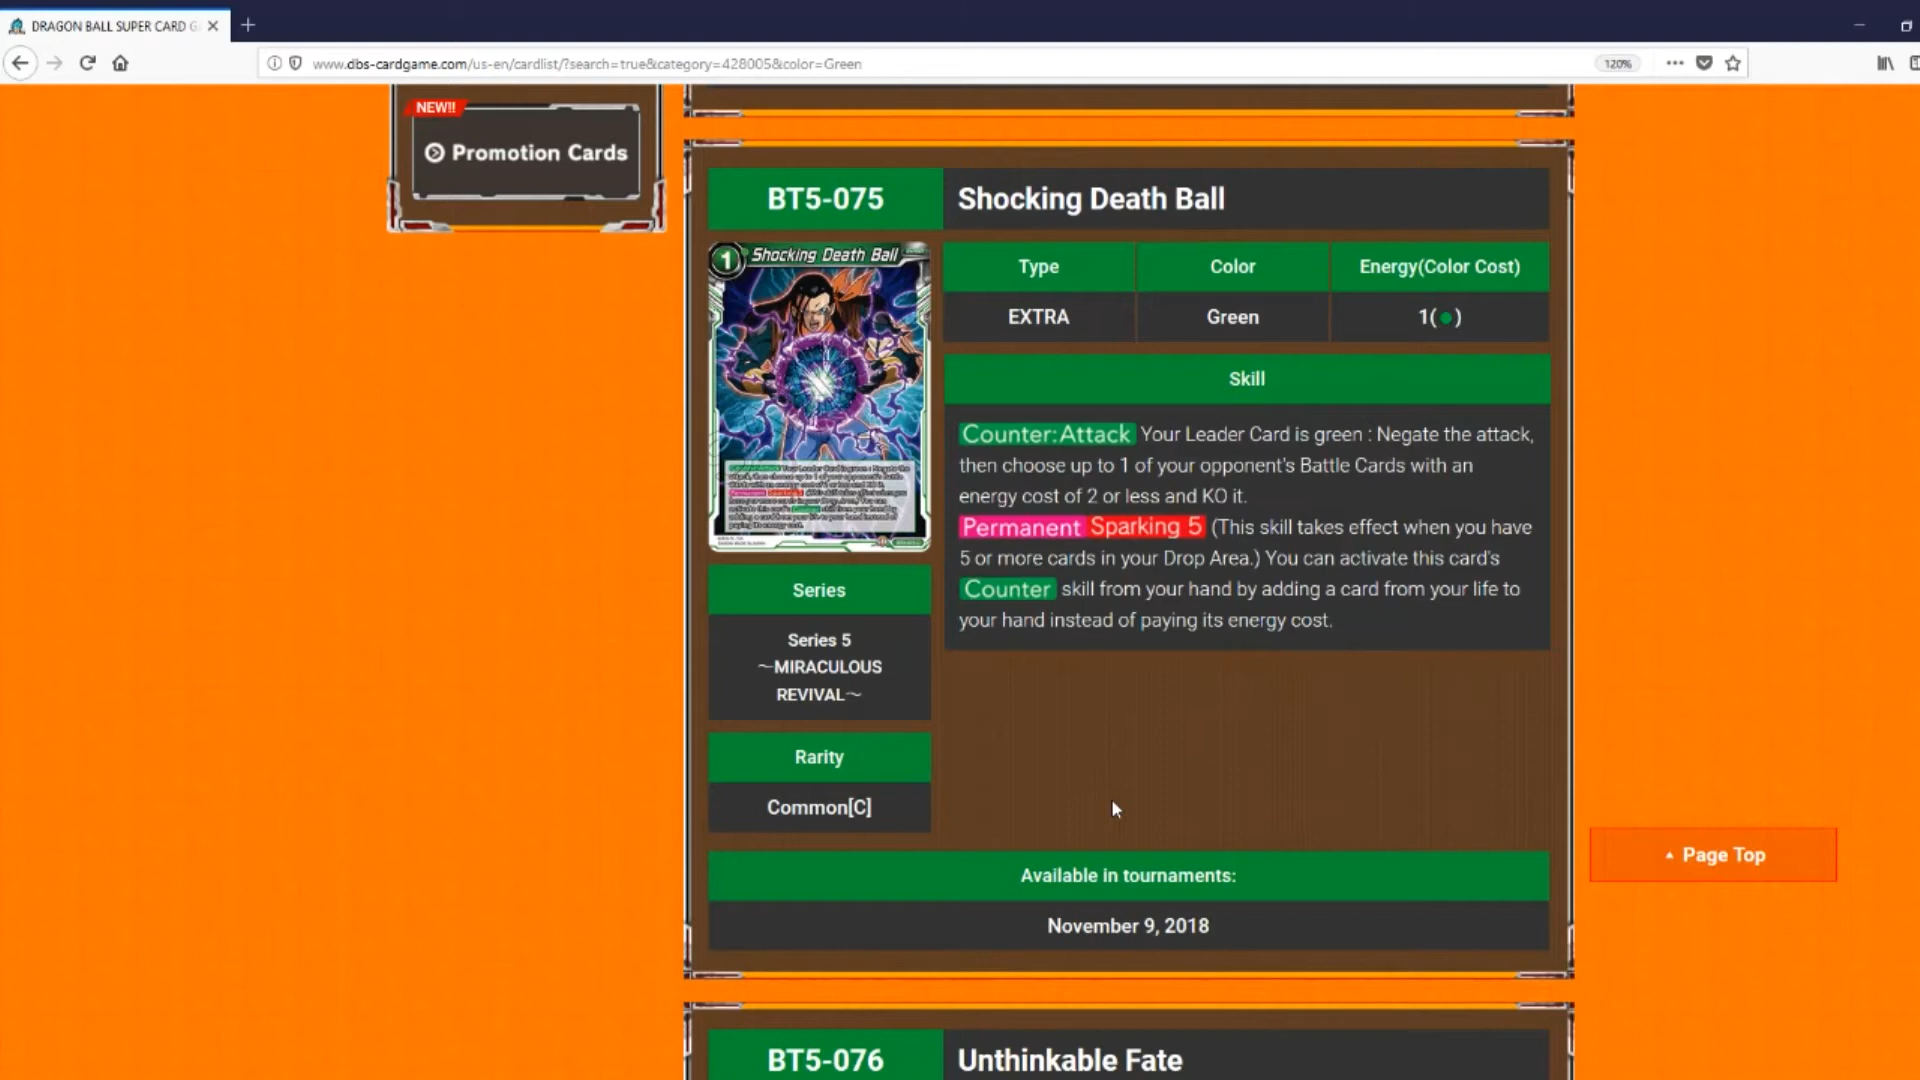 DRAGON BALL SUPER CARD G
www.dbs-cardgame.com/us-en/cardlist/?search=true&category=428005&color=Green
120%
NEW!!
Promotion Cards
BT5-075
Shocking Death Ball
1
Shocking Death Ball
Type
Color
Energy(Color Cost)
EXTRA
Green
1( )
Skill
Counter:Attack Your Leader Card is green : Negate the attack,
then choose up to 1 of your opponent's Battle Cards with an
energy cost of 2 or less and KO it.
Permanent Sparking 5 (This skill takes effect when you have
5 or more cards in your Drop Area.) You can activate this card's
Counter skill from your hand by adding a card from your life to
your hand instead of paying its energy cost.
Series
Series 5
～MIRACULOUS
REVIVAL～
Rarity
Common[C]
Available in tournaments:
November 9, 2018
Page Top
BT5-076
Unthinkable Fate